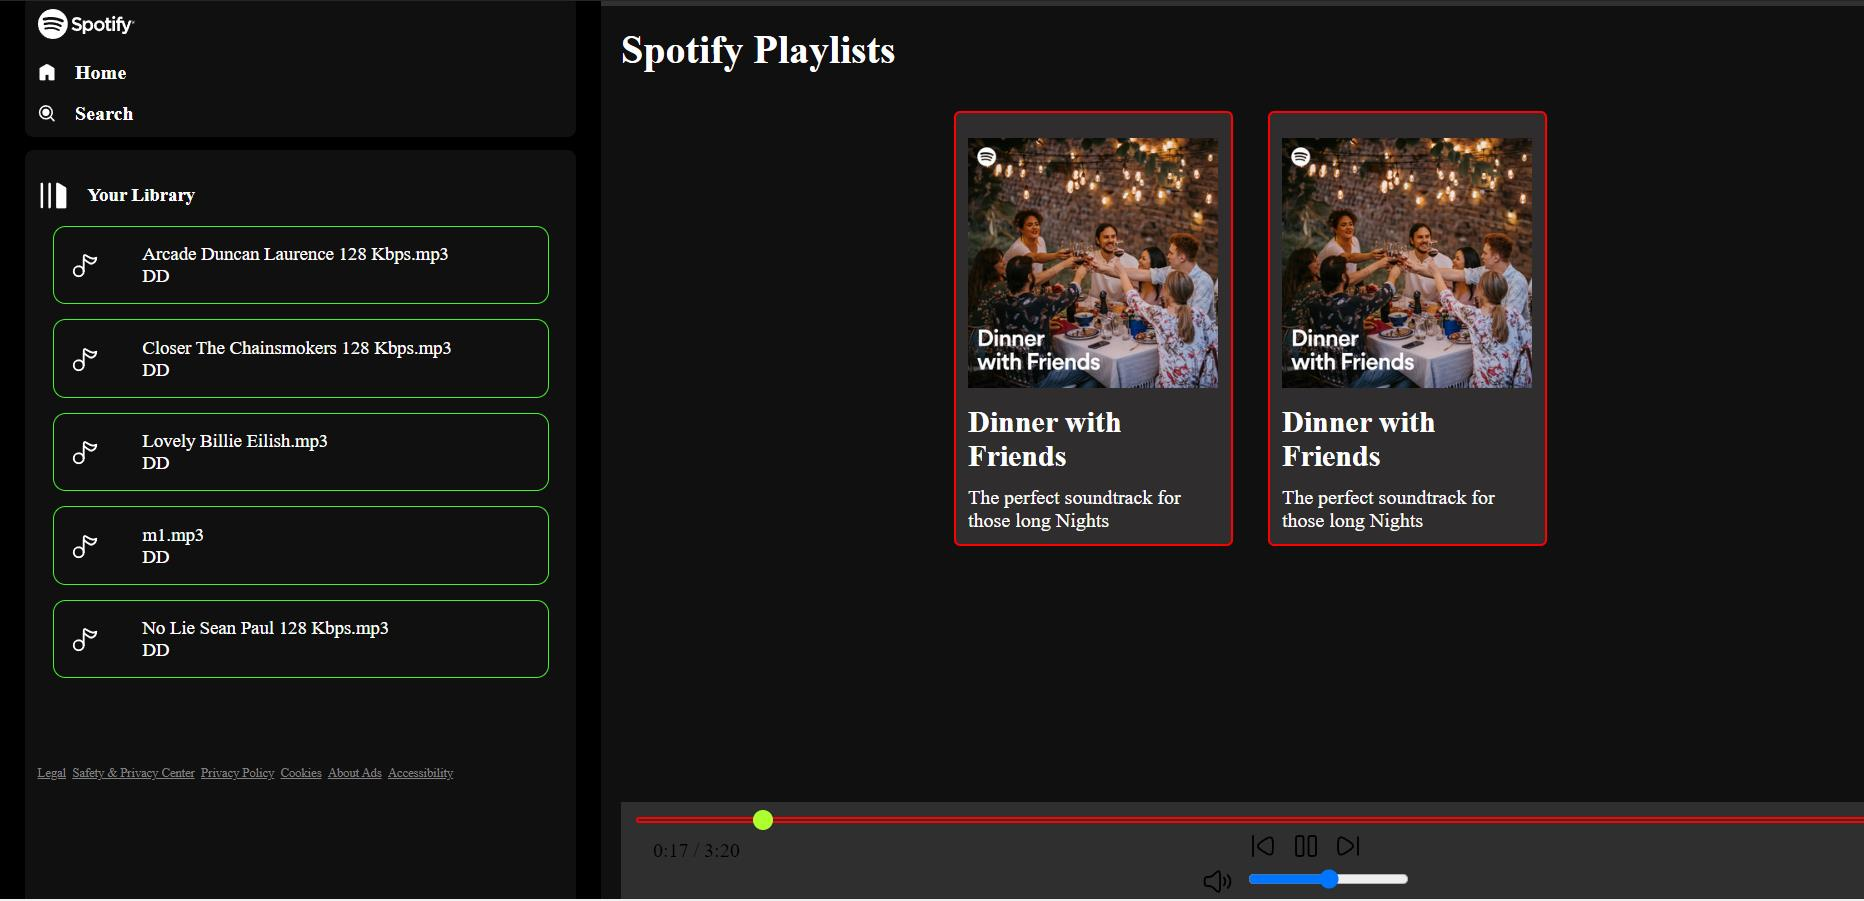 Spotify
Home
Search
Your Library
Arcade Duncan Laurence 128 Kbps.mp3
DD
Closer The Chainsmokers 128 Kbps.mp3
DD
Lovely Billie Eilish.mp3
DD
m1.mp3
DD
No Lie Sean Paul 128 Kbps.mp3
DD
Legal Safety & Privacy Center Privacy Policy Cookies About Ads Accessibility
Spotify Playlists
Dinner
with Friends
Dinner with
Friends
The perfect soundtrack for
those long Nights
Dinner
with Friends
Dinner with
Friends
The perfect soundtrack for
those long Nights
0:17 / 3:20